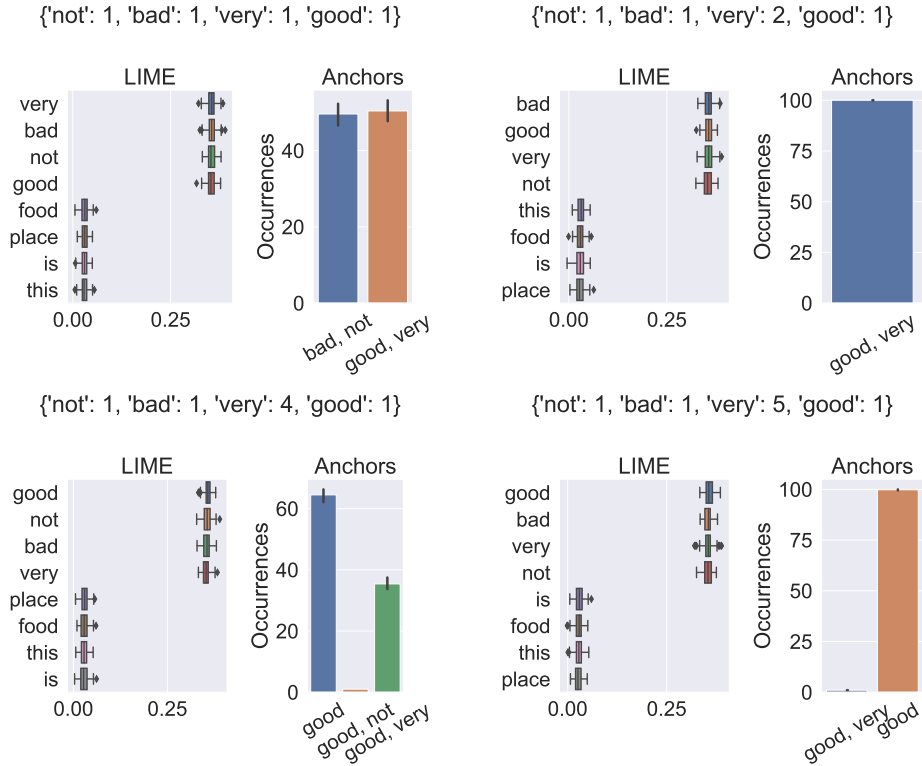 {'not': 1, 'bad': 1, 'very': 1, 'good': 1}
LIME
very
bad
not
good
food
place
is
this
0.00 0.25
Anchors
Occurrences
40
20
0
bad, not
good, very
{'not': 1, 'bad': 1, 'very': 2, 'good': 1}
LIME
bad
good
very
not
this
food
is
place
0.00 0.25
Anchors
Occurrences
100
75
50
25
0
good, very
{'not': 1, 'bad': 1, 'very': 4, 'good': 1}
LIME
good
not
bad
very
place
food
this
is
0.00 0.25
Anchors
Occurrences
60
40
20
0
good
good, not
good, very
{'not': 1, 'bad': 1, 'very': 5, 'good': 1}
LIME
good
bad
very
not
is
food
this
place
0.00 0.25
Anchors
Occurrences
100
75
50
25
0
good, very
good